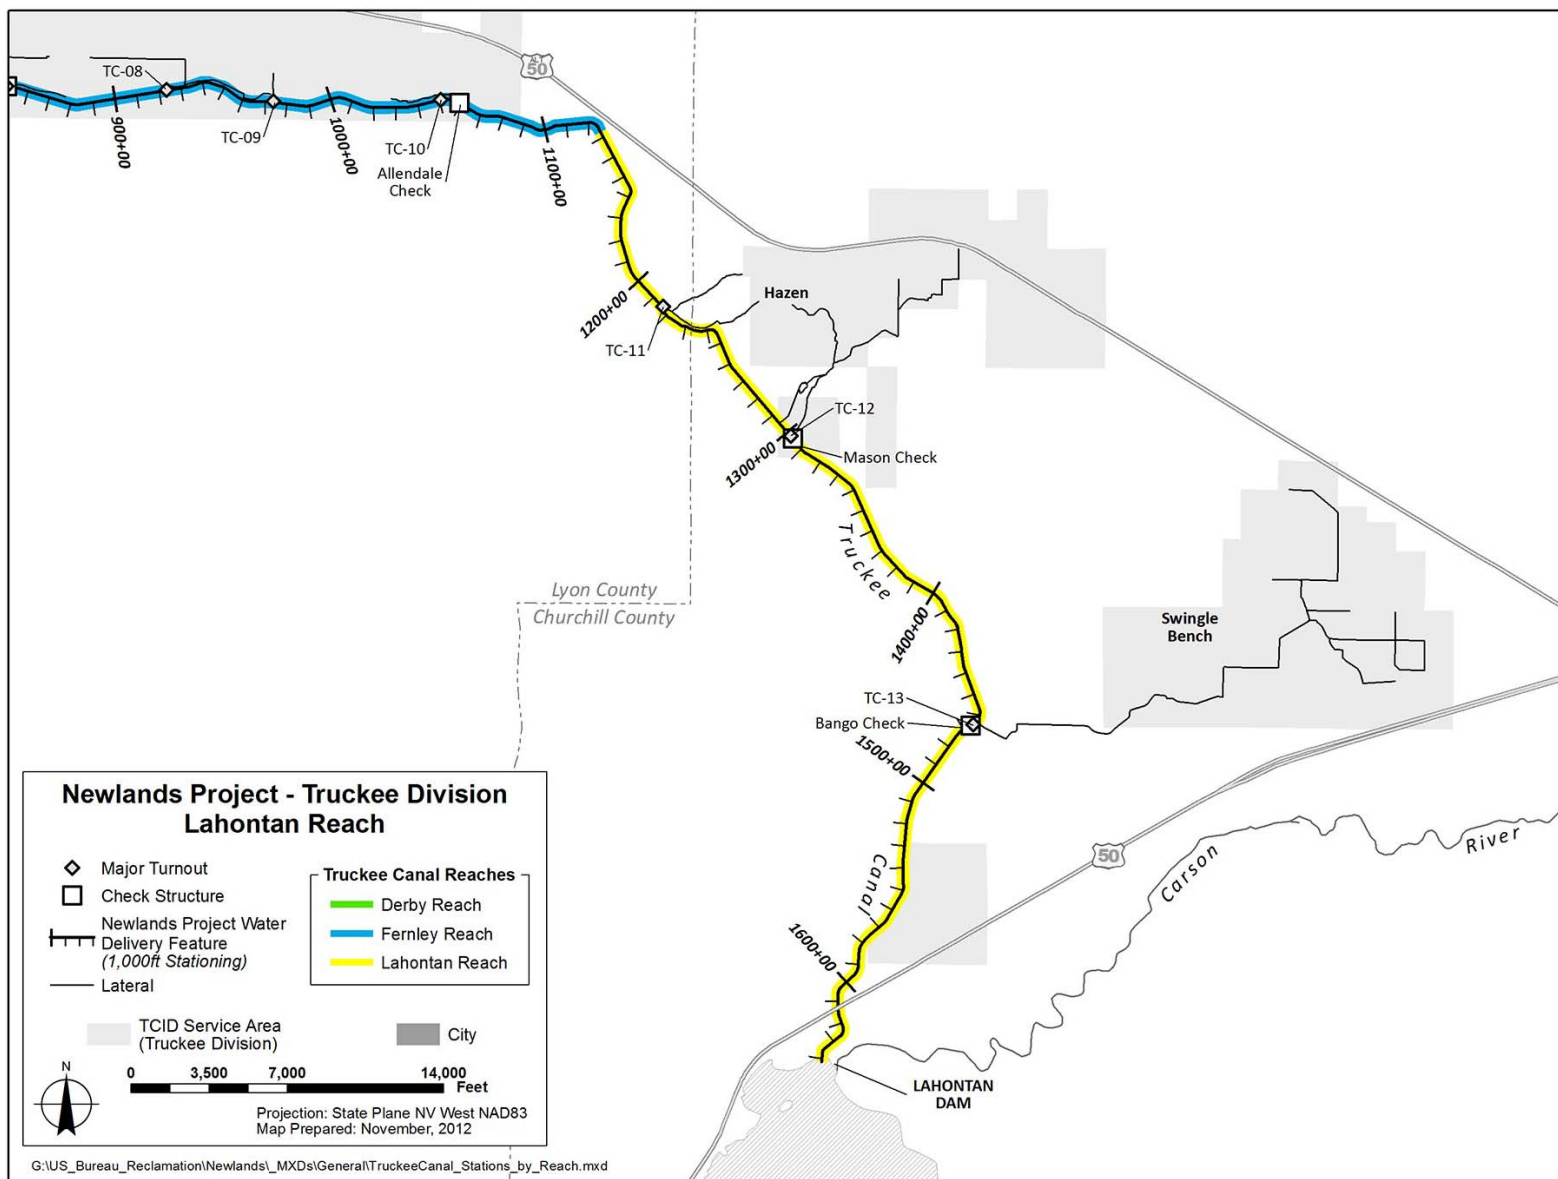 ALT
50
TC-08
900+00
TC-09
1000+00
TC-10
Allendale
Check
1100+00
1200+00
TC-11
Hazen
TC-12
1300+00
Mason Check
Truckee
Lyon County
Churchill County
1400+00
Swingle
Bench
TC-13
Bango Check
1500+00
Canal
50
Carson
River
1600+00
LAHONTAN
DAM
Newlands Project - Truckee Division
Lahontan Reach
Major Turnout
Check Structure
Newlands Project Water
Delivery Feature
(1,000ft Stationing)
Lateral
Truckee Canal Reaches
Derby Reach
Fernley Reach
Lahontan Reach
TCID Service Area
(Truckee Division)
City
N
0 3,500 7,000 14,000
Feet
Projection: State Plane NV West NAD83
Map Prepared: November, 2012
G:\US_Bureau_Reclamation\Newlands\_MXDs\General\TruckeeCanal_Stations_by_Reach.mxd